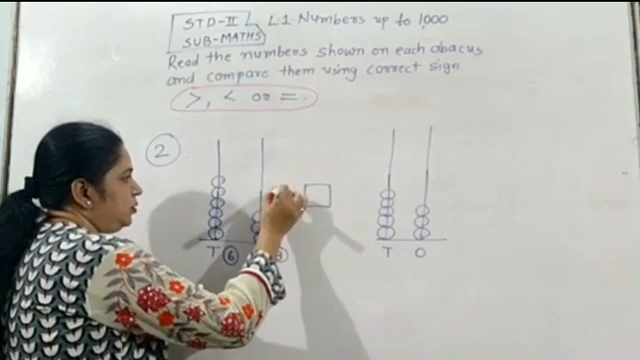 STD-II L.1 Numbers up to 1,000
SUB-MATHS
Read the numbers shown on each abacus
and compare them using correct sign
>, < or =.
2
T 6
T O